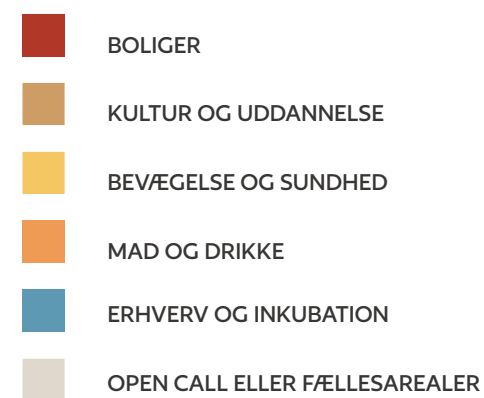 BOLIGER
KULTUR OG UDDANNELSE
BEVÆGELSE OG SUNDHED
MAD OG DRIKKE
ERHVERV OG INKUBATION
OPEN CALL ELLER FÆLLESAREALER